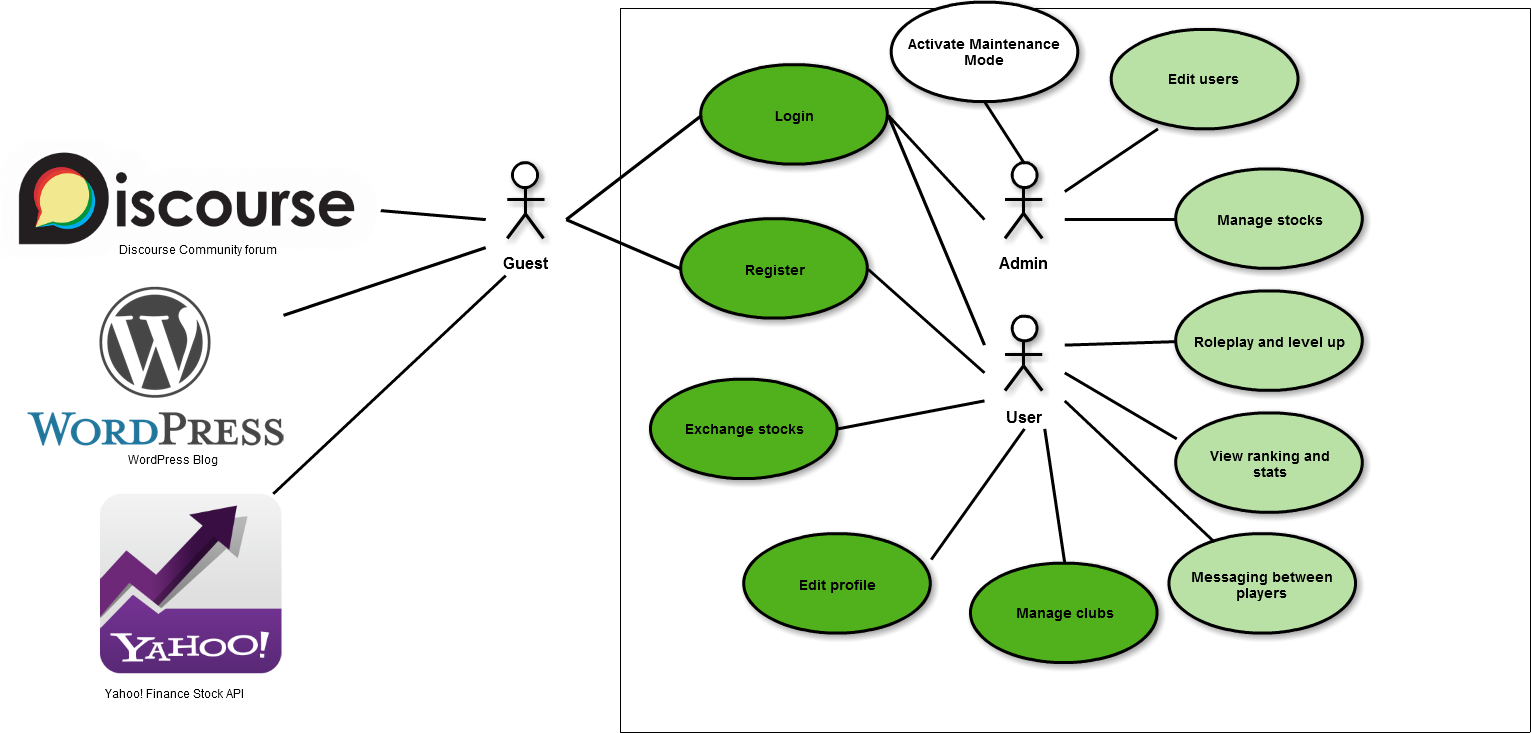 Activate Maintenance
Mode
Edit users
Login
Discourse
Discourse Community forum
Guest
Register
Admin
Manage stocks
WORDPRESS
WordPress Blog
User
Roleplay and level up
Exchange stocks
View ranking and
stats
YAHOO!
Yahoo! Finance Stock API
Edit profile
Manage clubs
Messaging between
players